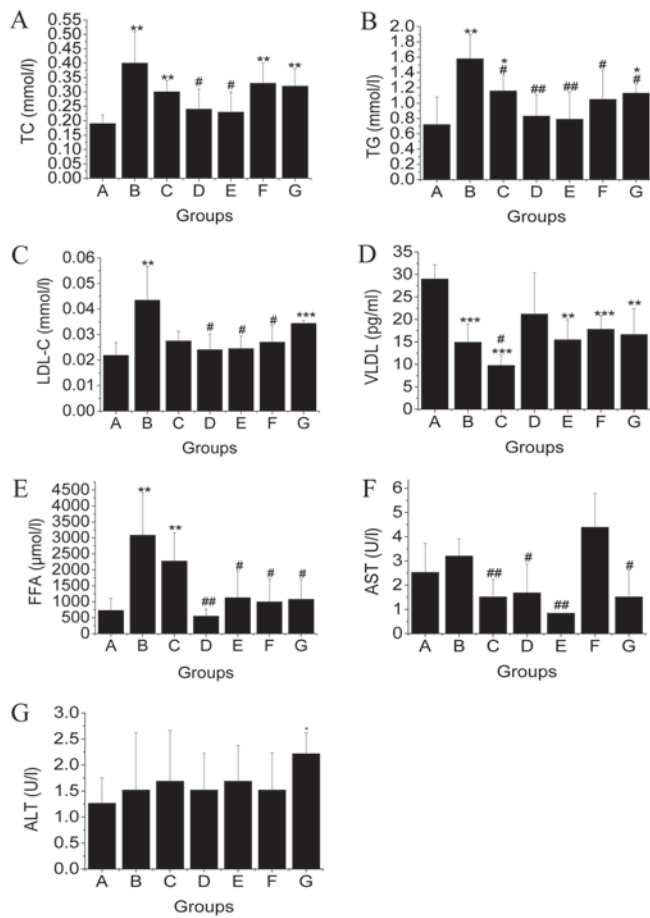 A
TC (mmol/l)
0.55
0.50
0.45
0.40
0.35
0.30
0.25
0.20
0.15
0.10
0.05
0.00
** ** # # ** **
A B C D E F G
Groups
B
TG (mmol/l)
2.0
1.8
1.6
1.4
1.2
1.0
0.8
0.6
0.4
0.2
0.0
** * # ## ## # * #
A B C D E F G
Groups
C
LDL-C (mmol/l)
0.06
0.05
0.04
0.03
0.02
0.01
0.00
** # # # ***
A B C D E F G
Groups
D
VLDL (pg/ml)
35
30
25
20
15
10
5
0
*** # *** ** *** **
A B C D E F G
Groups
E
FFA (μmol/l)
4500
4000
3500
3000
2500
2000
1500
1000
500
0
** ** ## # # #
A B C D E F G
Groups
F
AST (U/l)
6
5
4
3
2
1
0
## # ## #
A B C D E F G
Groups
G
ALT (U/l)
3.0
2.5
2.0
1.5
1.0
0.5
0.0
*
A B C D E F G
Groups